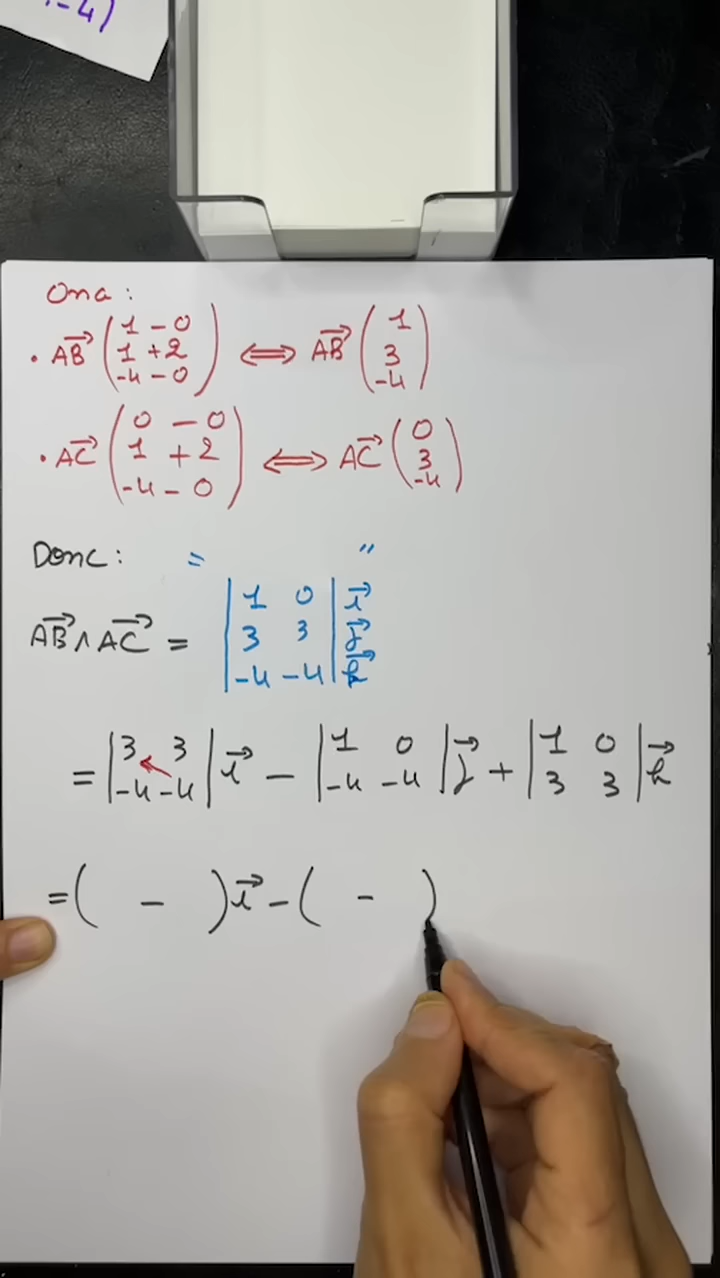 ,-4)
On a :
• AB⃗ (1 - 0 / 1 + 2 / -4 - 0) ⟺ AB⃗ (1 / 3 / -4)
• AC⃗ (0 - 0 / 1 + 2 / -4 - 0) ⟺ AC⃗ (0 / 3 / -4)
Donc : = "
AB⃗ ∧ AC⃗ = |1 0 / 3 3 / -4 -4| i⃗ / j⃗ / k⃗
= |3 3 / -4 -4| i⃗ - |1 0 / -4 -4| j⃗ + |1 0 / 3 3| k⃗
= ( - ) i⃗ - ( - )